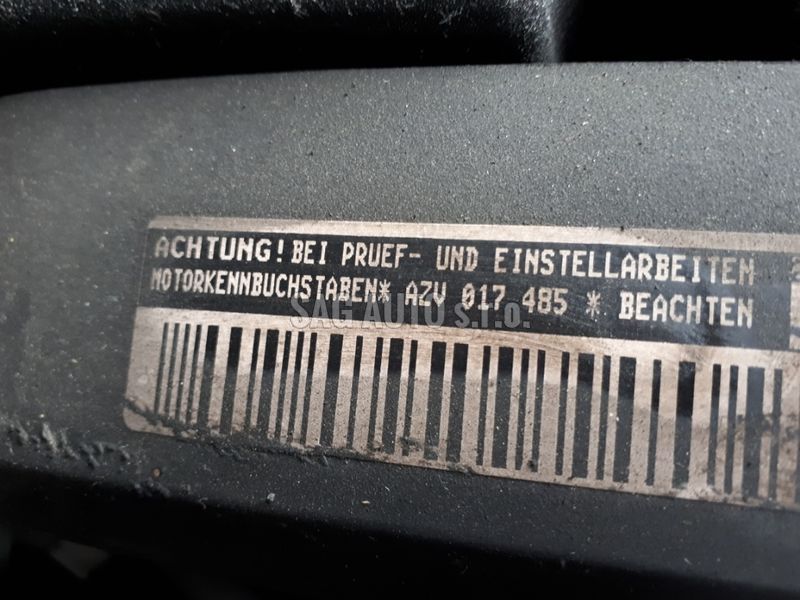 ACHTUNG! BEI PRUEF- UND EINSTELLARBEITEN
MOTORKENNBUCHSTABEN* AZV 017 485 * BEACHTEN
SAG AUTO s.r.o.